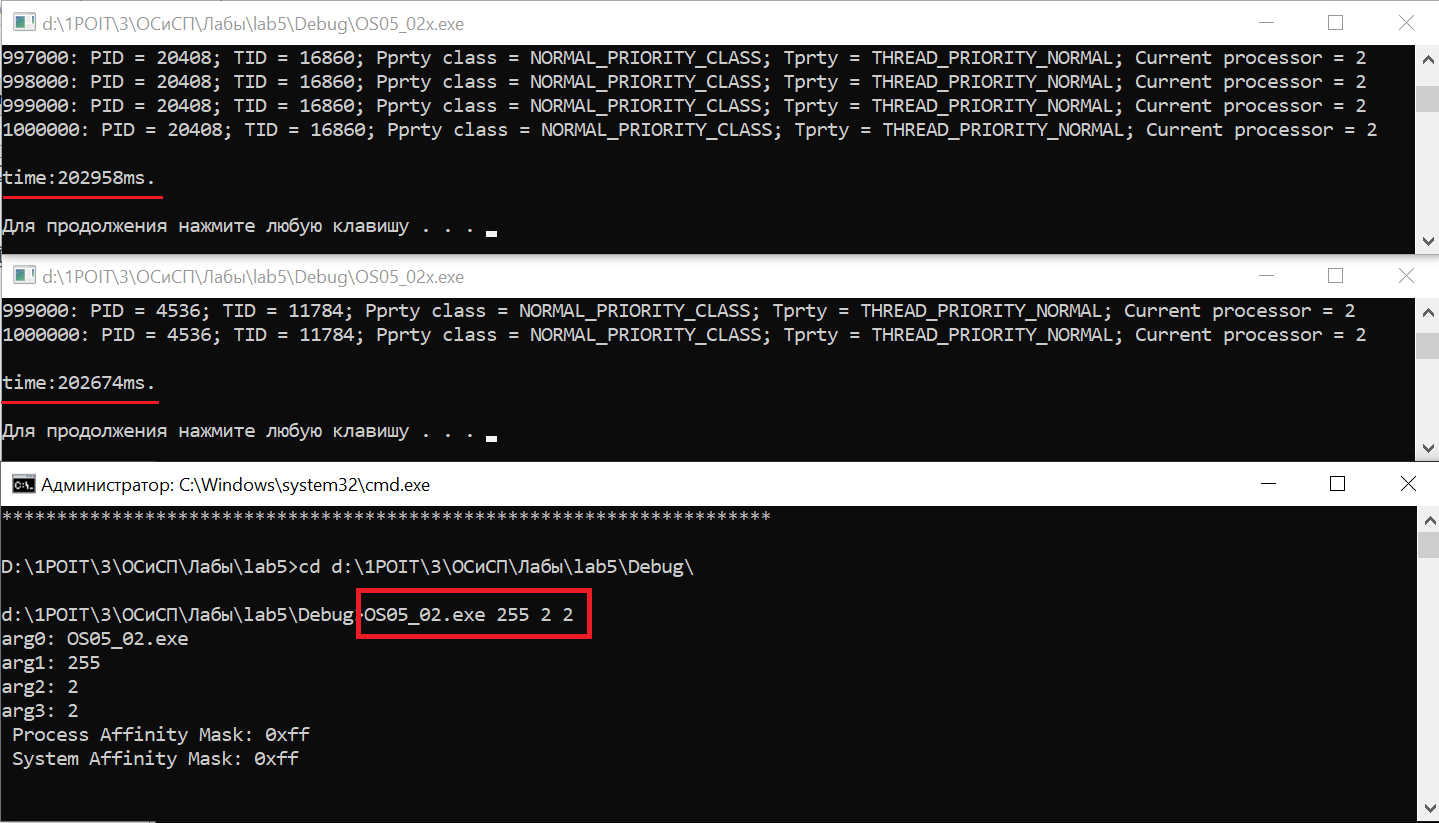 d:\1POIT\3\ОСиСП\Лабы\lab5\Debug\OS05_02x.exe
997000: PID = 20408; TID = 16860; Pprty class = NORMAL_PRIORITY_CLASS; Tprty = THREAD_PRIORITY_NORMAL; Current processor = 2
998000: PID = 20408; TID = 16860; Pprty class = NORMAL_PRIORITY_CLASS; Tprty = THREAD_PRIORITY_NORMAL; Current processor = 2
999000: PID = 20408; TID = 16860; Pprty class = NORMAL_PRIORITY_CLASS; Tprty = THREAD_PRIORITY_NORMAL; Current processor = 2
1000000: PID = 20408; TID = 16860; Pprty class = NORMAL_PRIORITY_CLASS; Tprty = THREAD_PRIORITY_NORMAL; Current processor = 2
time:202958ms.
Для продолжения нажмите любую клавишу . . .
d:\1POIT\3\ОСиСП\Лабы\lab5\Debug\OS05_02x.exe
999000: PID = 4536; TID = 11784; Pprty class = NORMAL_PRIORITY_CLASS; Tprty = THREAD_PRIORITY_NORMAL; Current processor = 2
1000000: PID = 4536; TID = 11784; Pprty class = NORMAL_PRIORITY_CLASS; Tprty = THREAD_PRIORITY_NORMAL; Current processor = 2
time:202674ms.
Для продолжения нажмите любую клавишу . . .
Администратор: C:\Windows\system32\cmd.exe
**********************************************************************
D:\1POIT\3\ОСиСП\Лабы\lab5>cd d:\1POIT\3\ОСиСП\Лабы\lab5\Debug\
d:\1POIT\3\ОСиСП\Лабы\lab5\Debug>OS05_02.exe 255 2 2
arg0: OS05_02.exe
arg1: 255
arg2: 2
arg3: 2
Process Affinity Mask: 0xff
System Affinity Mask: 0xff